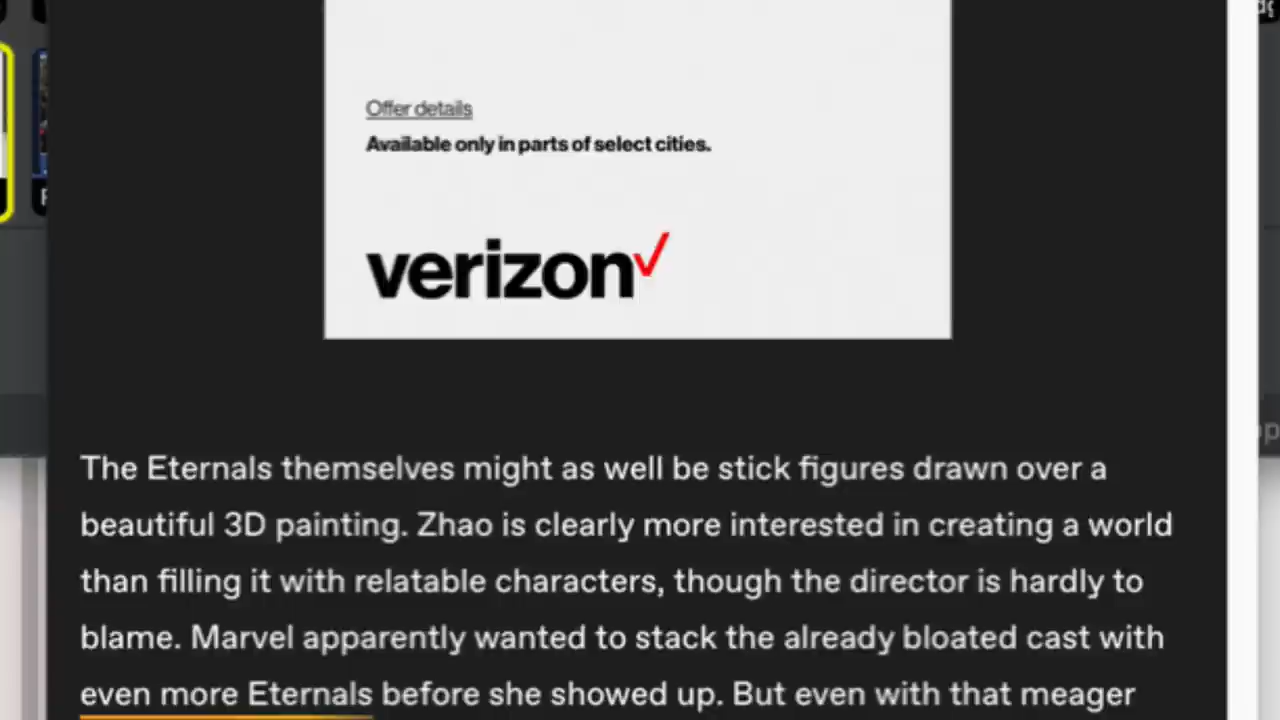 Offer details
Available only in parts of select cities.
verizon
The Eternals themselves might as well be stick figures drawn over a
beautiful 3D painting. Zhao is clearly more interested in creating a world
than filling it with relatable characters, though the director is hardly to
blame. Marvel apparently wanted to stack the already bloated cast with
even more Eternals before she showed up. But even with that meager